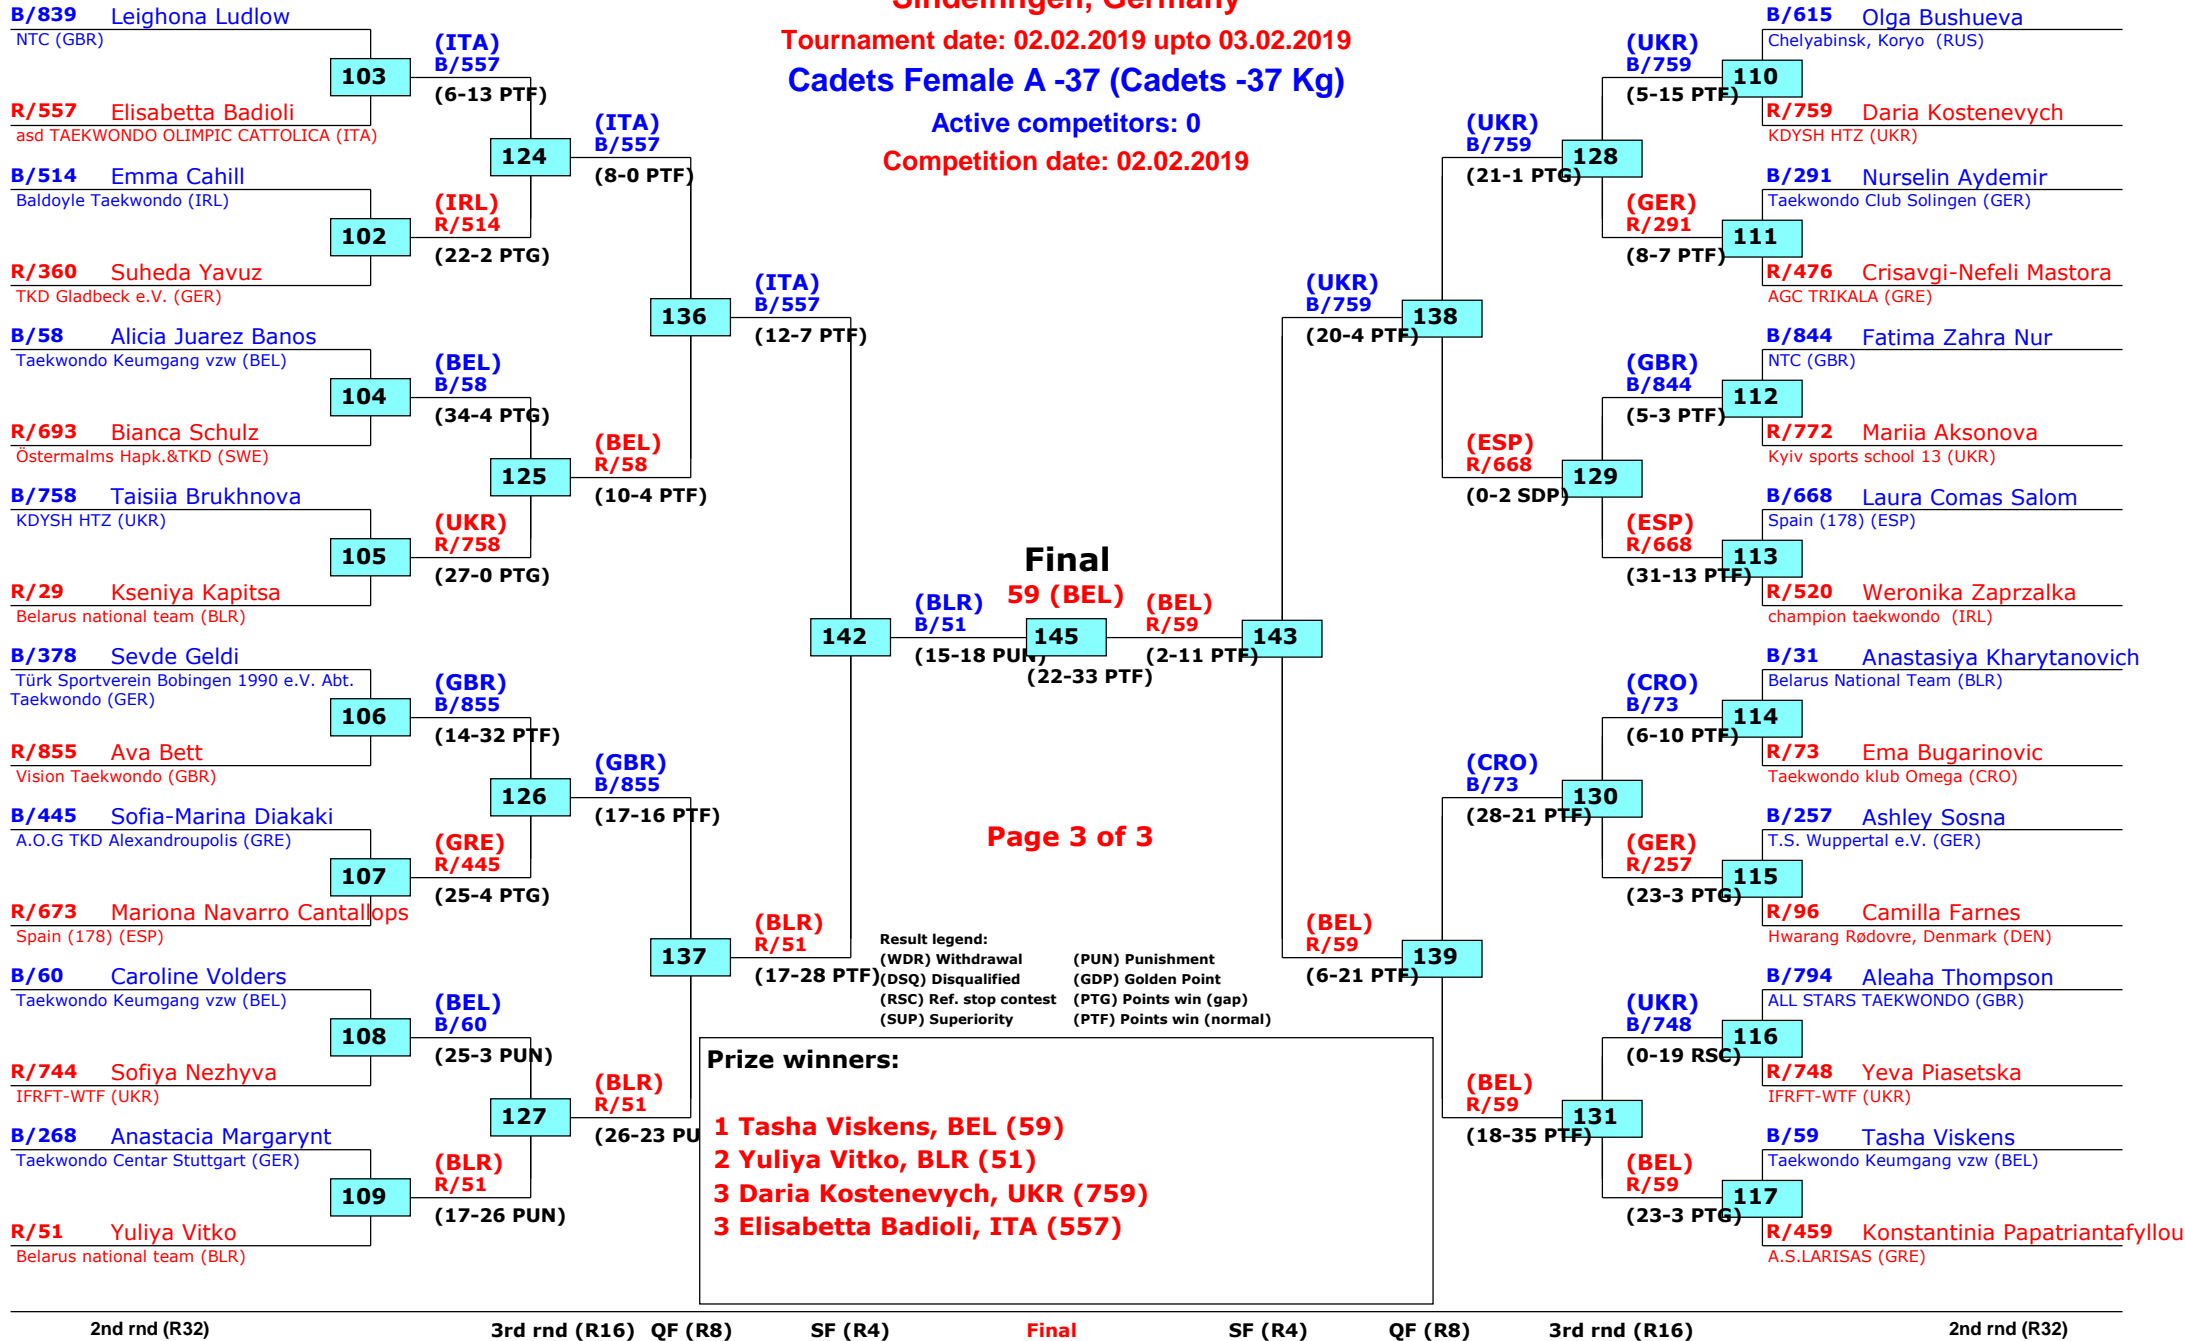 Sindelfingen, Germany
Tournament date: 02.02.2019 upto 03.02.2019
Cadets Female A -37 (Cadets -37 Kg)
Active competitors: 0
Competition date: 02.02.2019
B/839 Leighona Ludlow
NTC (GBR)
103
R/557 Elisabetta Badioli
asd TAEKWONDO OLIMPIC CATTOLICA (ITA)
B/514 Emma Cahill
Baldoyle Taekwondo (IRL)
102
R/360 Suheda Yavuz
TKD Gladbeck e.V. (GER)
B/58 Alicia Juarez Banos
Taekwondo Keumgang vzw (BEL)
104
R/693 Bianca Schulz
Östermalms Hapk.&TKD (SWE)
B/758 Taisiia Brukhnova
KDYSH HTZ (UKR)
105
R/29 Kseniya Kapitsa
Belarus national team (BLR)
B/378 Sevde Geldi
Türk Sportverein Bobingen 1990 e.V. Abt.
Taekwondo (GER)
106
R/855 Ava Bett
Vision Taekwondo (GBR)
B/445 Sofia-Marina Diakaki
A.O.G TKD Alexandroupolis (GRE)
107
R/673 Mariona Navarro Cantallops
Spain (178) (ESP)
B/60 Caroline Volders
Taekwondo Keumgang vzw (BEL)
108
R/744 Sofiya Nezhyva
IFRFT-WTF (UKR)
B/268 Anastacia Margarynt
Taekwondo Centar Stuttgart (GER)
109
R/51 Yuliya Vitko
Belarus national team (BLR)
(ITA)
B/557
(6-13 PTF)
124
(IRL)
R/514
(22-2 PTG)
(BEL)
B/58
(34-4 PTG)
125
(UKR)
R/758
(27-0 PTG)
(GBR)
B/855
(14-32 PTF)
126
(GRE)
R/445
(25-4 PTG)
(BEL)
B/60
(25-3 PUN)
127
(BLR)
R/51
(17-26 PUN)
(ITA)
B/557
(8-0 PTF)
136
(BEL)
R/58
(10-4 PTF)
(GBR)
B/855
(17-16 PTF)
137
(BLR)
R/51
(26-23 PU
(ITA)
B/557
(12-7 PTF)
142
(BLR)
R/51
(17-28 PTF)
(BLR)
B/51
(15-18 PUN)
Final
59 (BEL)
145
(22-33 PTF)
(BEL)
R/59
(2-11 PTF)
143
Page 3 of 3
(UKR)
B/759
(20-4 PTF)
138
(BEL)
R/59
(6-21 PTF)
139
(UKR)
B/759
(21-1 PTG)
128
(ESP)
R/668
(0-2 SDP)
129
(CRO)
B/73
(28-21 PTF)
130
(BEL)
R/59
(18-35 PTF)
131
(UKR)
B/759
(5-15 PTF)
(GER)
R/291
(8-7 PTF)
(GBR)
B/844
(5-3 PTF)
(ESP)
R/668
(31-13 PTF)
(CRO)
B/73
(6-10 PTF)
(GER)
R/257
(23-3 PTG)
(UKR)
B/748
(0-19 RSC)
(BEL)
R/59
(23-3 PTG)
B/615 Olga Bushueva
Chelyabinsk, Koryo (RUS)
110
R/759 Daria Kostenevych
KDYSH HTZ (UKR)
B/291 Nurselin Aydemir
Taekwondo Club Solingen (GER)
111
R/476 Crisavgi-Nefeli Mastora
AGC TRIKALA (GRE)
B/844 Fatima Zahra Nur
NTC (GBR)
112
R/772 Mariia Aksonova
Kyiv sports school 13 (UKR)
B/668 Laura Comas Salom
Spain (178) (ESP)
113
R/520 Weronika Zaprzalka
champion taekwondo (IRL)
B/31 Anastasiya Kharytanovich
Belarus National Team (BLR)
114
R/73 Ema Bugarinovic
Taekwondo klub Omega (CRO)
B/257 Ashley Sosna
T.S. Wuppertal e.V. (GER)
115
R/96 Camilla Farnes
Hwarang Rødovre, Denmark (DEN)
B/794 Aleaha Thompson
ALL STARS TAEKWONDO (GBR)
116
R/748 Yeva Piasetska
IFRFT-WTF (UKR)
B/59 Tasha Viskens
Taekwondo Keumgang vzw (BEL)
117
R/459 Konstantinia Papatriantafyllou
A.S.LARISAS (GRE)
Result legend:
(WDR) Withdrawal (PUN) Punishment
(DSQ) Disqualified (GDP) Golden Point
(RSC) Ref. stop contest (PTG) Points win (gap)
(SUP) Superiority (PTF) Points win (normal)
Prize winners:
1 Tasha Viskens, BEL (59)
2 Yuliya Vitko, BLR (51)
3 Daria Kostenevych, UKR (759)
3 Elisabetta Badioli, ITA (557)
2nd rnd (R32) 3rd rnd (R16) QF (R8) SF (R4) Final SF (R4) QF (R8) 3rd rnd (R16) 2nd rnd (R32)